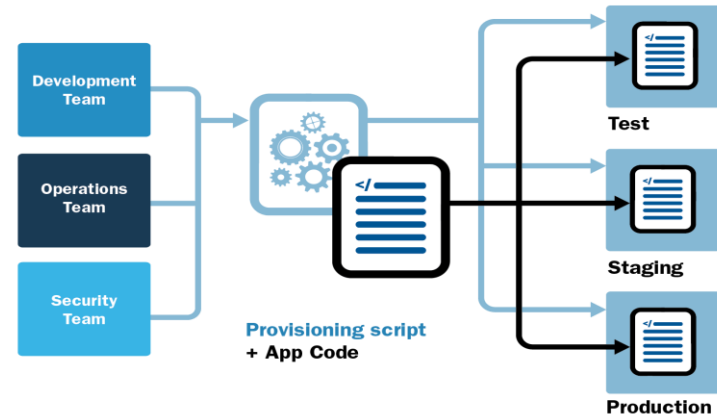 Development
Team
Operations
Team
Security
Team
</>
Provisioning script
+ App Code
</>
Test
</>
Staging
</>
Production